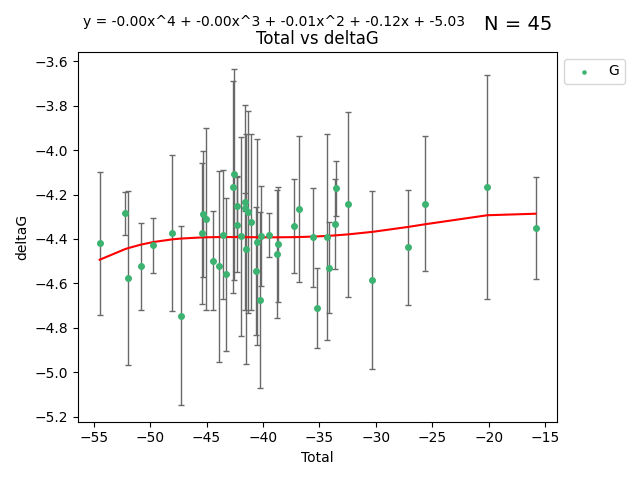 y = -0.00x^4 + -0.00x^3 + -0.01x^2 + -0.12x + -5.03
N = 45
Total vs deltaG
G
deltaG
−3.6
−3.8
−4.0
−4.2
−4.4
−4.6
−4.8
−5.0
−5.2
−55 −50 −45 −40 −35 −30 −25 −20 −15
Total